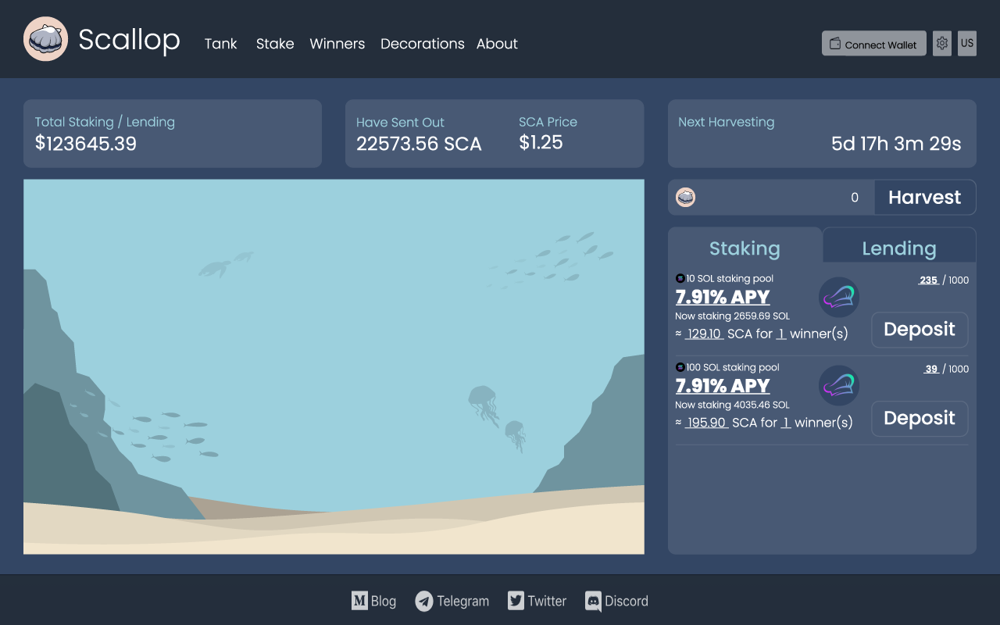 Scallop Tank Stake Winners Decorations About Connect Wallet US
Total Staking / Lending
$123645.39
Have Sent Out
22573.56 SCA
SCA Price
$1.25
Next Harvesting
5d 17h 3m 29s
0 Harvest
Staking Lending
10 SOL staking pool 235 / 1000
7.91% APY
Now staking 2659.69 SOL
≈ 129.10 SCA for 1 winner(s)
Deposit
100 SOL staking pool 39 / 1000
7.91% APY
Now staking 4035.46 SOL
≈ 195.90 SCA for 1 winner(s)
Deposit
M Blog Telegram Twitter Discord